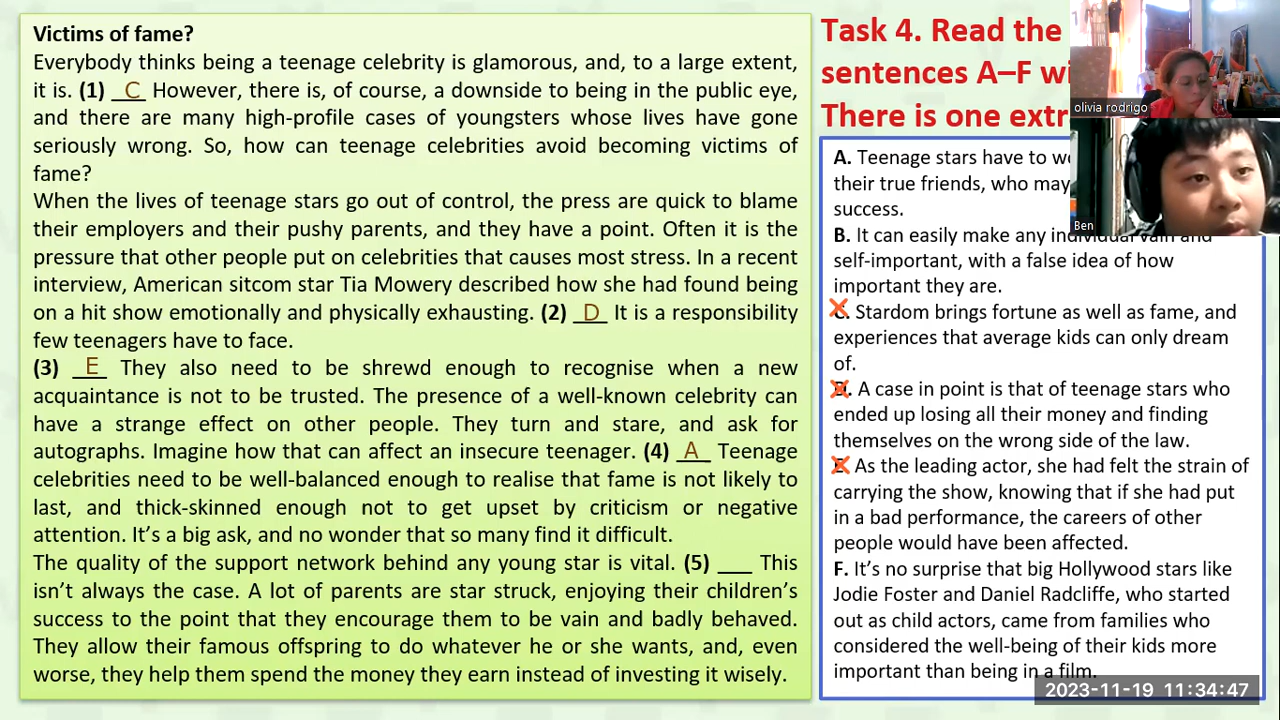 Victims of fame?
Everybody thinks being a teenage celebrity is glamorous, and, to a large extent,
it is. (1) C However, there is, of course, a downside to being in the public eye,
and there are many high-profile cases of youngsters whose lives have gone
seriously wrong. So, how can teenage celebrities avoid becoming victims of
fame?
When the lives of teenage stars go out of control, the press are quick to blame
their employers and their pushy parents, and they have a point. Often it is the
pressure that other people put on celebrities that causes most stress. In a recent
interview, American sitcom star Tia Mowery described how she had found being
on a hit show emotionally and physically exhausting. (2) D It is a responsibility
few teenagers have to face.
(3) E They also need to be shrewd enough to recognise when a new
acquaintance is not to be trusted. The presence of a well-known celebrity can
have a strange effect on other people. They turn and stare, and ask for
autographs. Imagine how that can affect an insecure teenager. (4) A Teenage
celebrities need to be well-balanced enough to realise that fame is not likely to
last, and thick-skinned enough not to get upset by criticism or negative
attention. It's a big ask, and no wonder that so many find it difficult.
The quality of the support network behind any young star is vital. (5) ___ This
isn't always the case. A lot of parents are star struck, enjoying their children's
success to the point that they encourage them to be vain and badly behaved.
They allow their famous offspring to do whatever he or she wants, and, even
worse, they help them spend the money they earn instead of investing it wisely.
Task 4. Read the
sentences A–F
There is one
olivia rodrigo
Ben
A. Teenage stars have to
their true friends, who may
success.
B. It can easily make any individual vain and
self-important, with a false idea of how
important they are.
C. Stardom brings fortune as well as fame, and
experiences that average kids can only dream
of.
A case in point is that of teenage stars who
ended up losing all their money and finding
themselves on the wrong side of the law.
As the leading actor, she had felt the strain of
carrying the show, knowing that if she had put
in a bad performance, the careers of other
people would have been affected.
F. It's no surprise that big Hollywood stars like
Jodie Foster and Daniel Radcliffe, who started
out as child actors, came from families who
considered the well-being of their kids more
important than being in a film.
2023-11-19 11:34:47